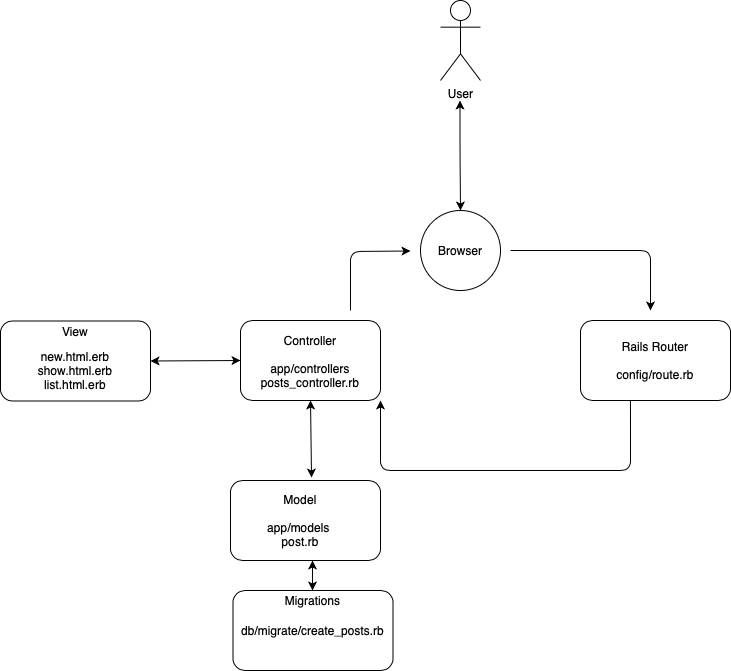 User
Browser
View
new.html.erb
show.html.erb
list.html.erb
Controller
app/controllers
posts_controller.rb
Rails Router
config/route.rb
Model
app/models
post.rb
Migrations
db/migrate/create_posts.rb